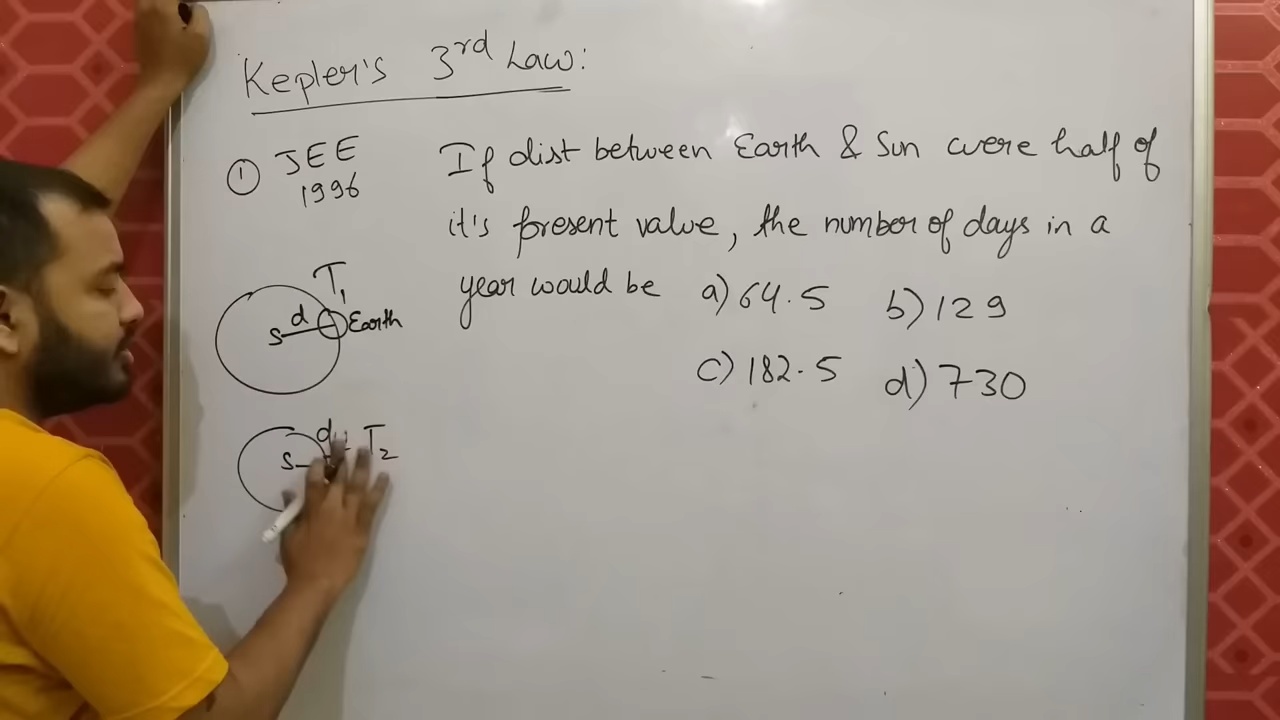 Kepler's 3rd Law:
① JEE 1996
If dist between Earth & Sun were half of
it's present value, the number of days in a
year would be a) 64.5 b) 129
c) 182.5 d) 730
T1
S d Earth
S T2